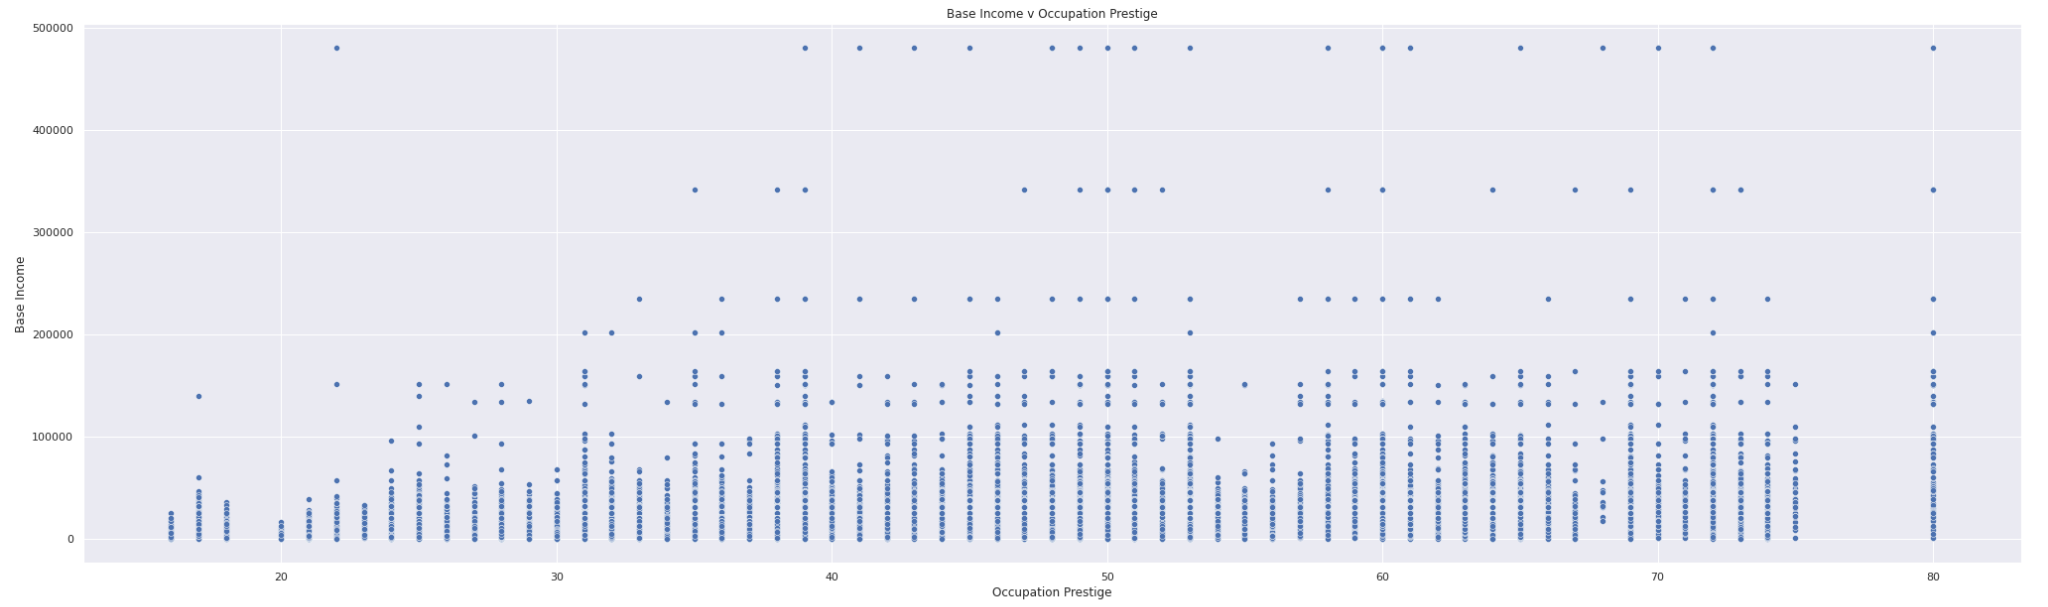 Base Income v Occupation Prestige
500000
400000
300000
200000
100000
0
Base Income
20 30 40 50 60 70 80
Occupation Prestige